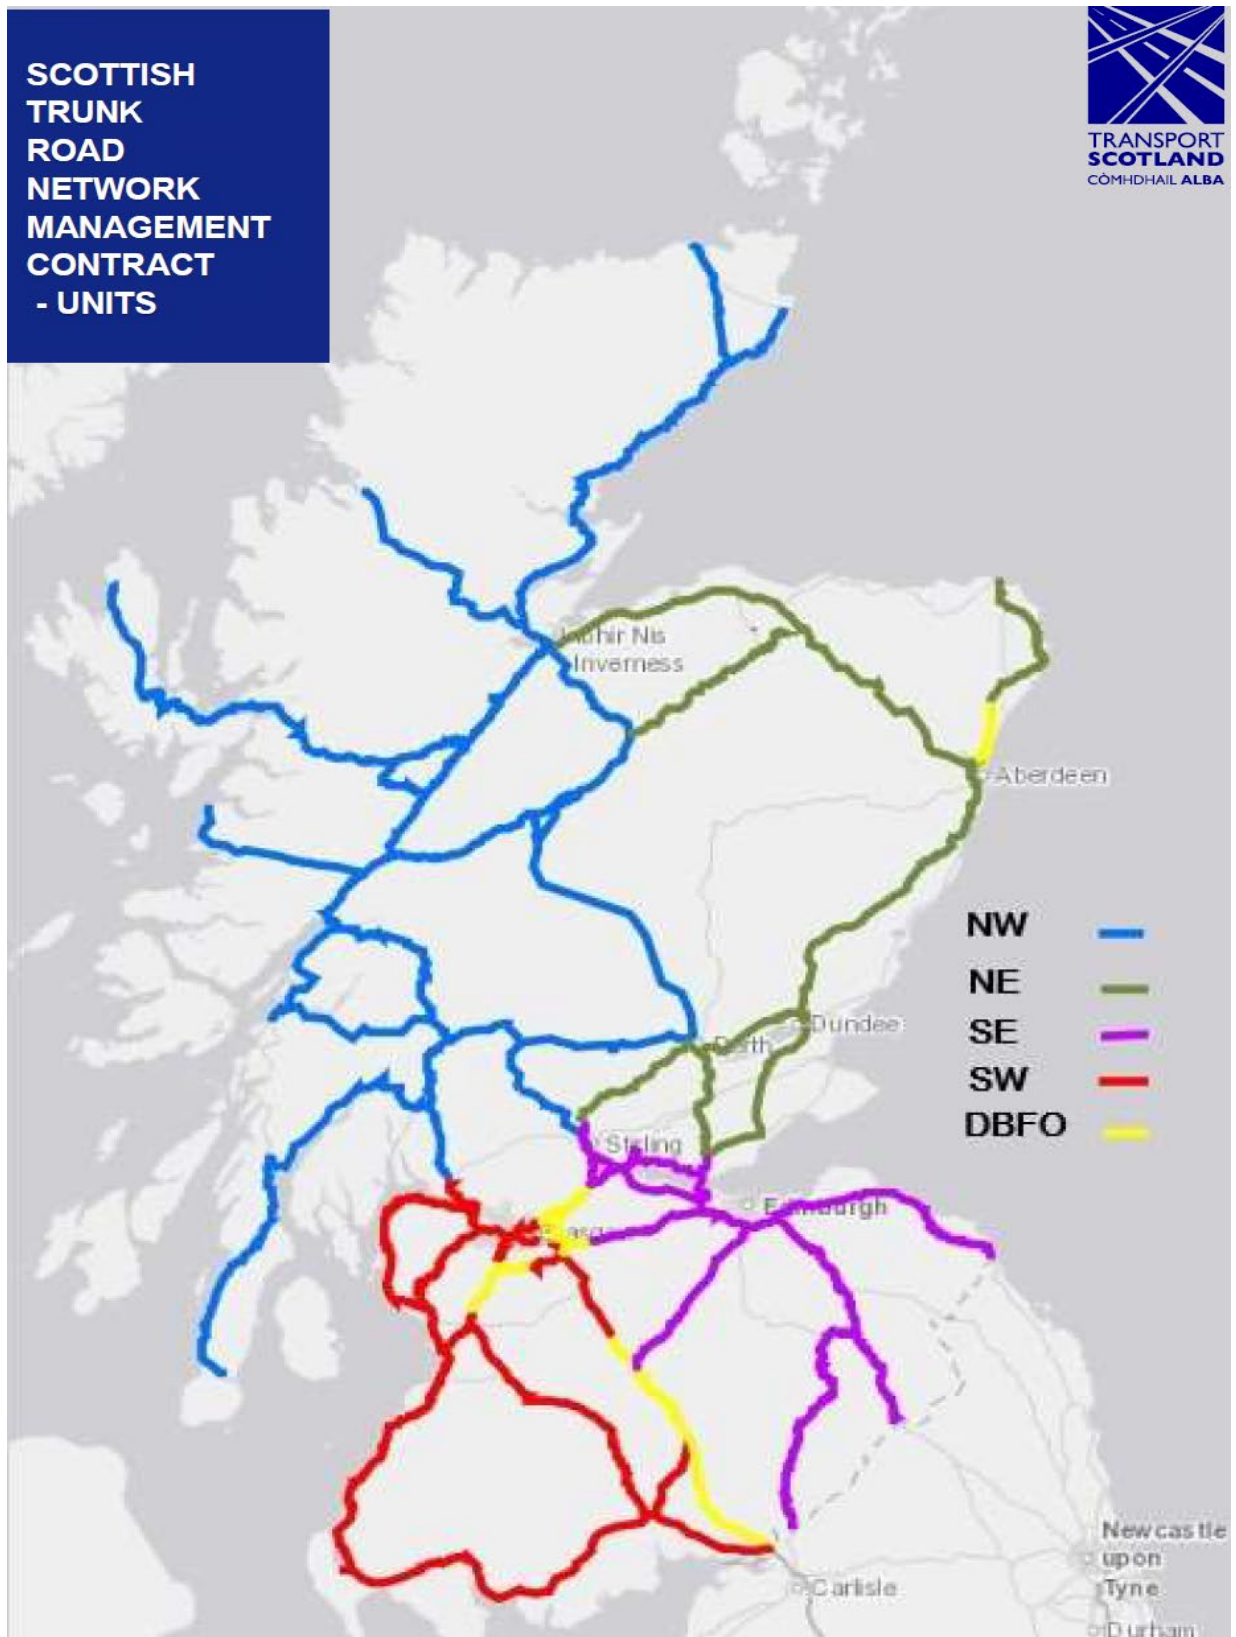 SCOTTISH
TRUNK
ROAD
NETWORK
MANAGEMENT
CONTRACT
- UNITS
TRANSPORT
SCOTLAND
CÒMHDHAIL ALBA
Nis
Inverness
Aberdeen
NW
NE
SE
SW
DBFO
Dundee
Perth
Stirling
Edinburgh
Newcastle
upon
Tyne
Carlisle
Durham